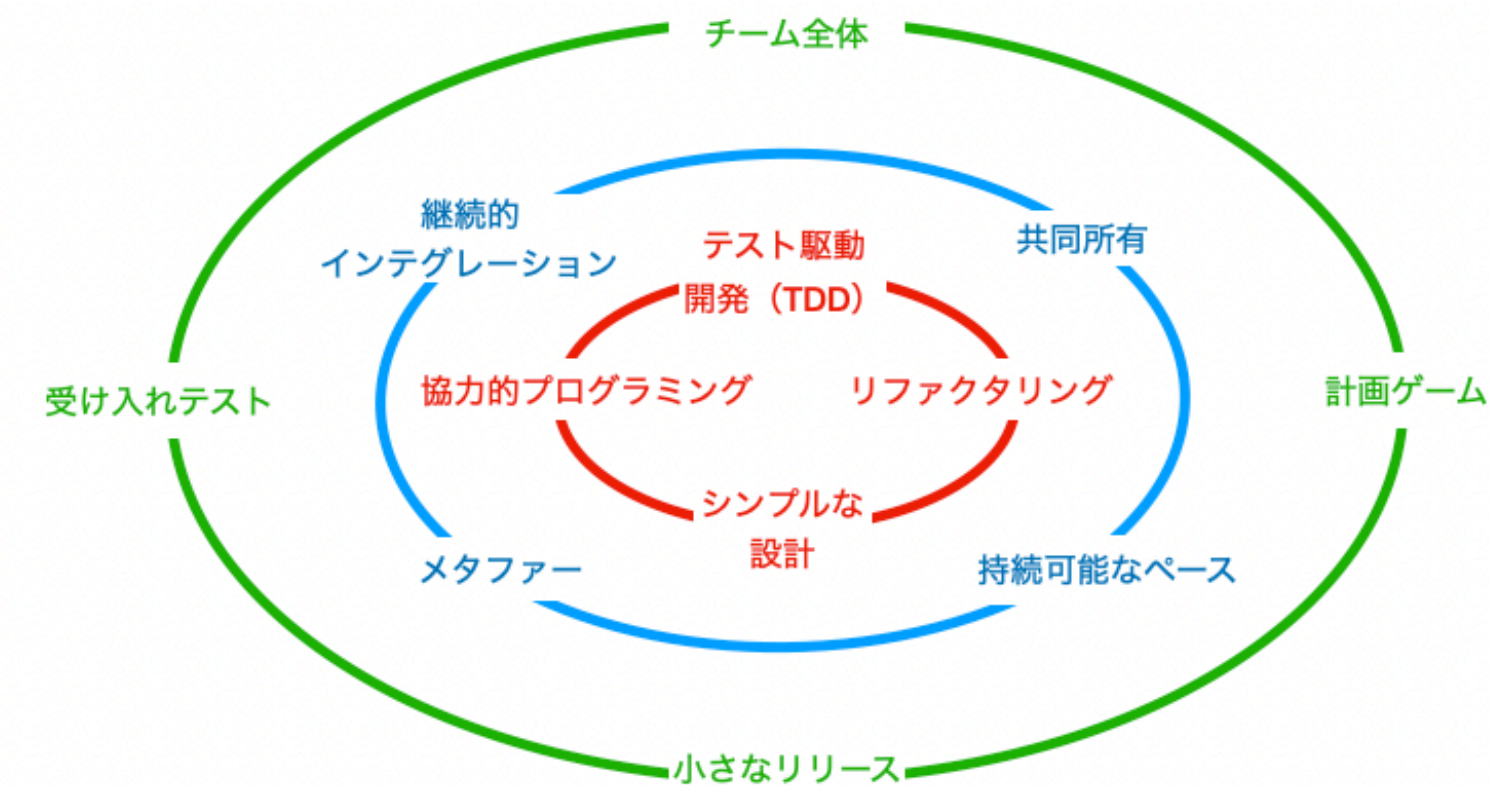 チーム全体
継続的
インテグレーション
共同所有
テスト駆動
開発（TDD）
受け入れテスト
協力的プログラミング
リファクタリング
計画ゲーム
シンプルな
設計
メタファー
持続可能なペース
小さなリリース